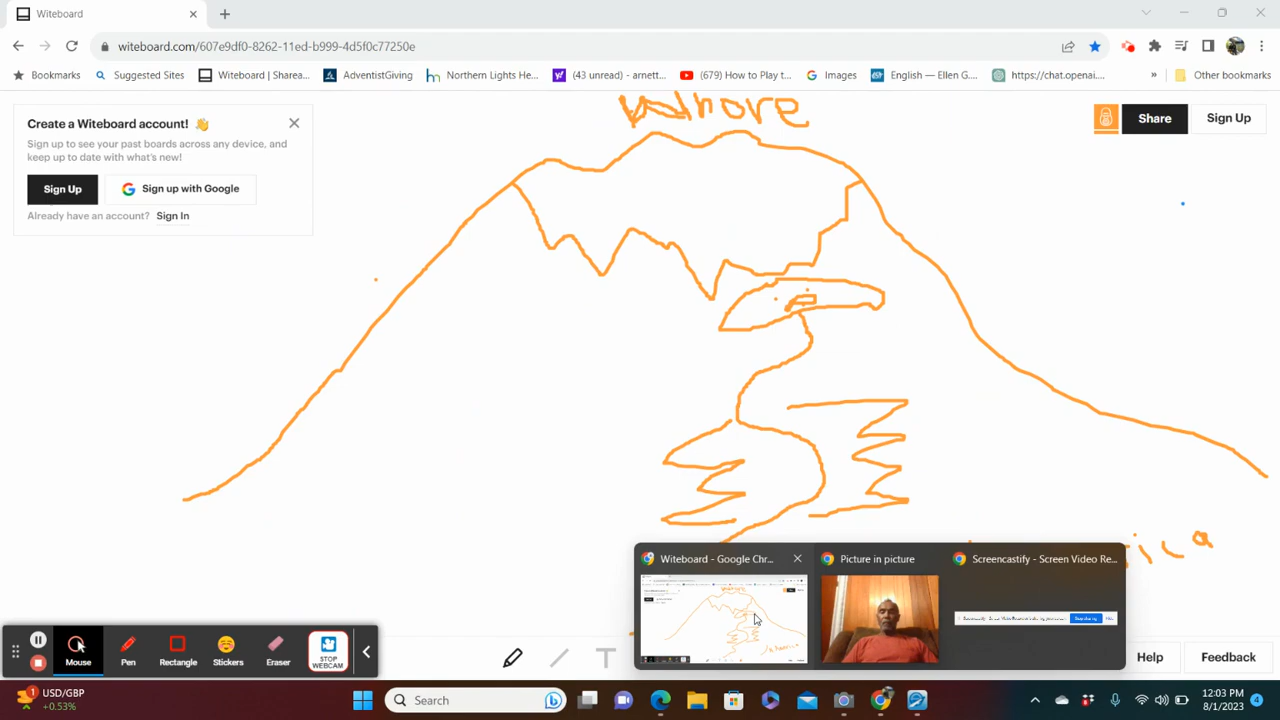 Witeboard
witeboard.com/607e9df0-8262-11ed-b999-4d5f0c77250e
Bookmarks Suggested Sites Witeboard | Sharea... AdventistGiving Northern Lights He... (43 unread) - arnett... (679) How to Play t... Images English — Ellen G.... https://chat.openai.... » Other bookmarks
Create a Witeboard account! 👋
Sign up to see your past boards across any device, and
keep up to date with what's new!
Sign Up Sign up with Google
Already have an account? Sign In
Share Sign Up
Witeboard - Google Chr... Picture in picture Screencastify - Screen Video Re...
Stop sharing
Mouse Pen Rectangle Stickers Eraser STOP WEBCAM
T
Help Feedback
1 USD/GBP
+0.53%
Search
12:03 PM
8/1/2023
4